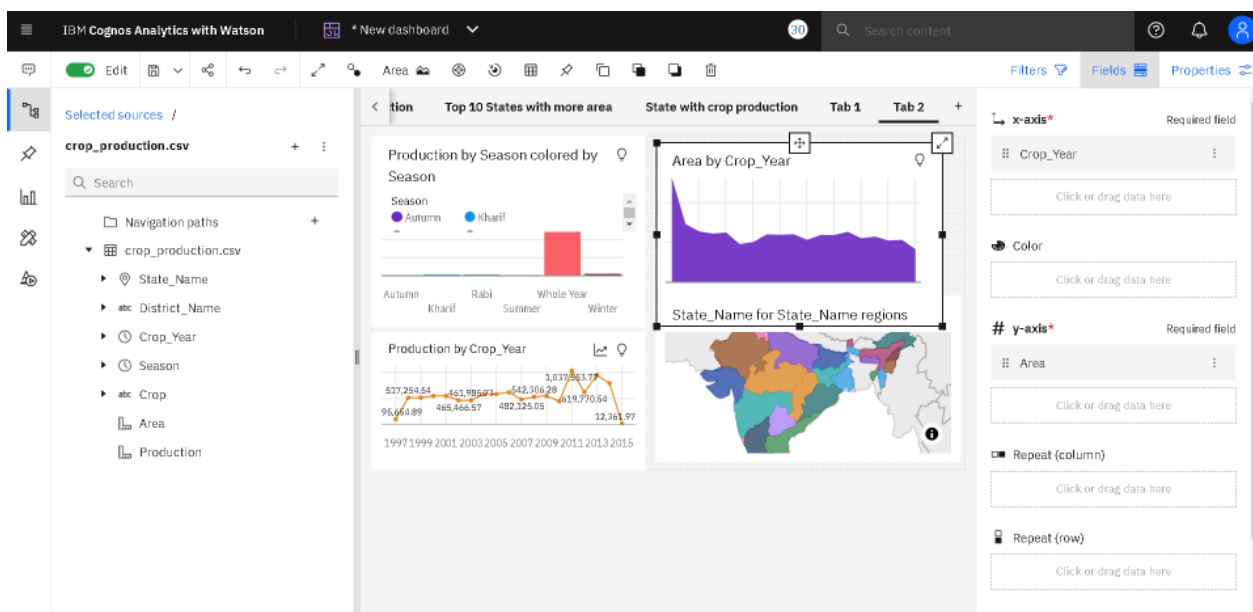 IBM Cognos Analytics with Watson
* New dashboard
30
Search content
Edit
Area
Filters
Fields
Properties
Selected sources /
crop_production.csv
Search
Navigation paths
crop_production.csv
State_Name
abc District_Name
Crop_Year
Season
abc Crop
Area
Production
tion
Top 10 States with more area
State with crop production
Tab 1
Tab 2
Production by Season colored by
Season
Season
Autumn
Kharif
Autumn
Rabi
Whole Year
Kharif
Summer
Winter
Area by Crop_Year
State_Name for State_Name regions
Production by Crop_Year
1,037,553.77
517,254.54
461,985.73
542,306.28
619,770.64
95,664.89
465,466.57
482,125.05
12,361.97
1997 1999 2001 2003 2005 2007 2009 2011 2013 2015
x-axis*
Required field
Crop_Year
Click or drag data here
Color
Click or drag data here
# y-axis*
Required field
Area
Click or drag data here
Repeat (column)
Click or drag data here
Repeat (row)
Click or drag data here